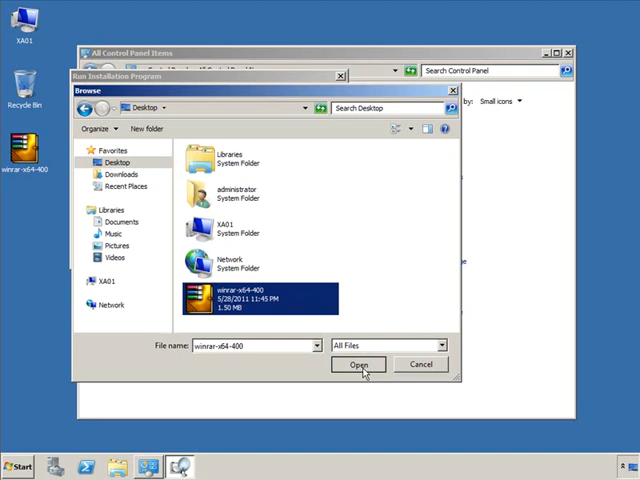 XA01
Recycle Bin
winrar-x64-400
All Control Panel Items
Search Control Panel
by: Small icons
Run Installation Program
Browse
Desktop
Search Desktop
Organize
New folder
Favorites
Desktop
Downloads
Recent Places
Libraries
Documents
Music
Pictures
Videos
XA01
Network
Libraries
System Folder
administrator
System Folder
XA01
System Folder
Network
System Folder
winrar-x64-400
5/28/2011 11:45 PM
1.50 MB
File name:
winrar-x64-400
All Files
Open
Cancel
Start